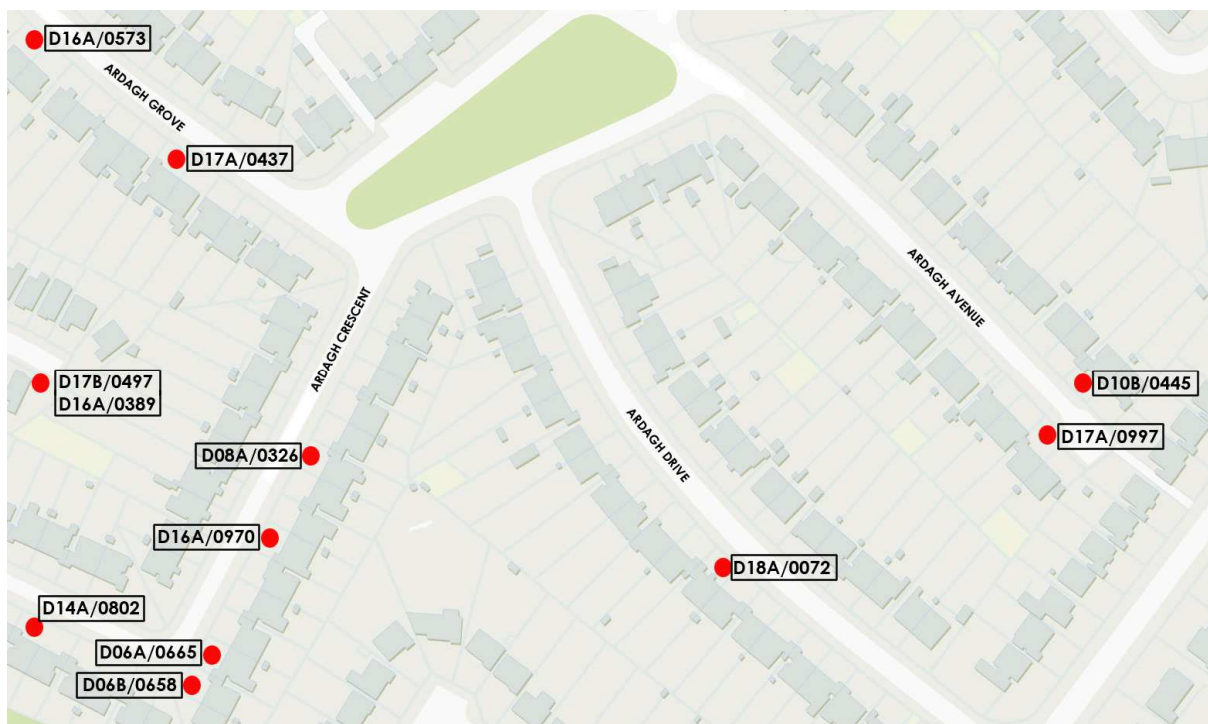 D16A/0573
ARDAGH GROVE
D17A/0437
ARDAGH CRESCENT
ARDAGH AVENUE
D17B/0497
D16A/0389
D10B/0445
D17A/0997
ARDAGH DRIVE
D08A/0326
D16A/0970
D18A/0072
D14A/0802
D06A/0665
D06B/0658